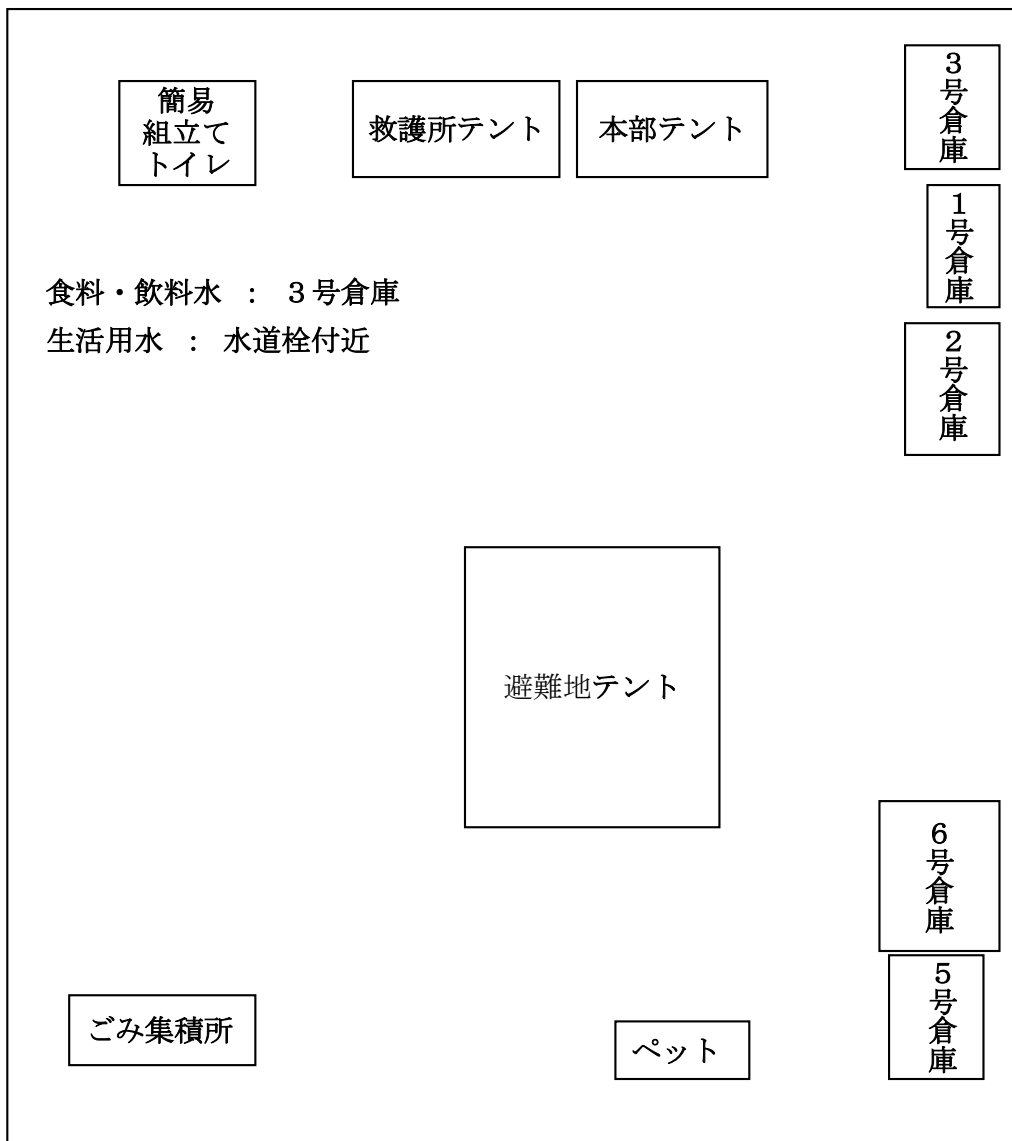 簡易
組立て
トイレ
救護所テント
本部テント
３号倉庫
１号倉庫
食料・飲料水 ： ３号倉庫
生活用水 ： 水道栓付近
２号倉庫
避難地テント
６号倉庫
５号倉庫
ごみ集積所
ペット